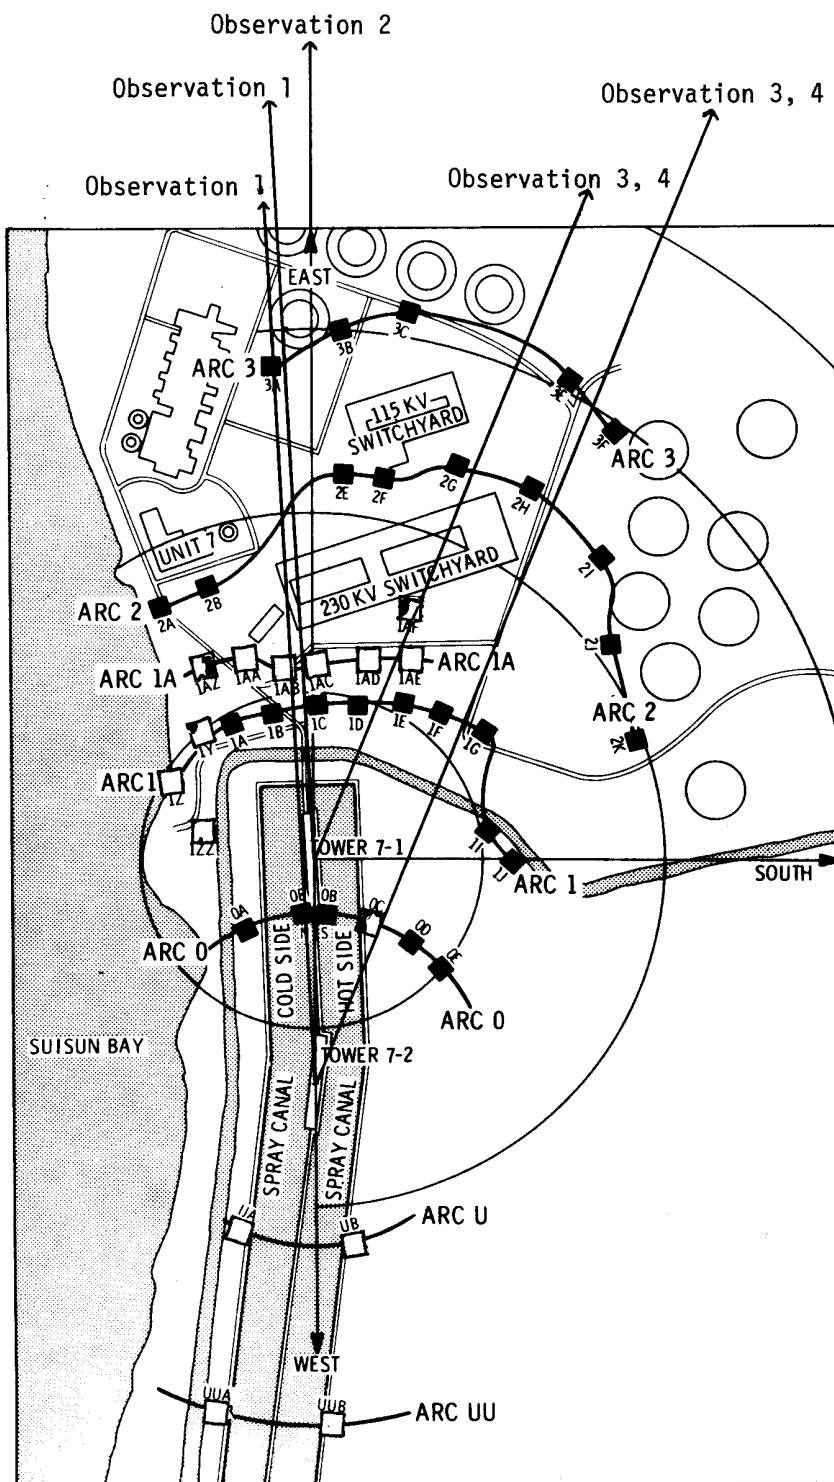 Observation 2
Observation 1
Observation 3, 4
Observation 1
Observation 3, 4
EAST
3C
3B
ARC 3
3A
3E
3F
ARC 3
115 KV
SWITCHYARD
2E
2F
2G
2H
2I
UNIT 7
230 KV SWITCHYARD
2B
ARC 2
2A
1AF
2J
ARC 1A
1AZ
1AA
1AB
1AC
1AD
1AE
ARC 1A
ARC 2
2K
1Y
1A
1B
1C
1D
1E
1F
1G
ARC 1
1Z
1ZZ
TOWER 7-1
1I
1J
ARC 1
SOUTH
0A
0B
N
0B
S
0C
0D
0E
ARC 0
COLD SIDE
HOT SIDE
ARC 0
SUISUN BAY
TOWER 7-2
SPRAY CANAL
SPRAY CANAL
UA
UB
ARC U
WEST
UUA
UUB
ARC UU